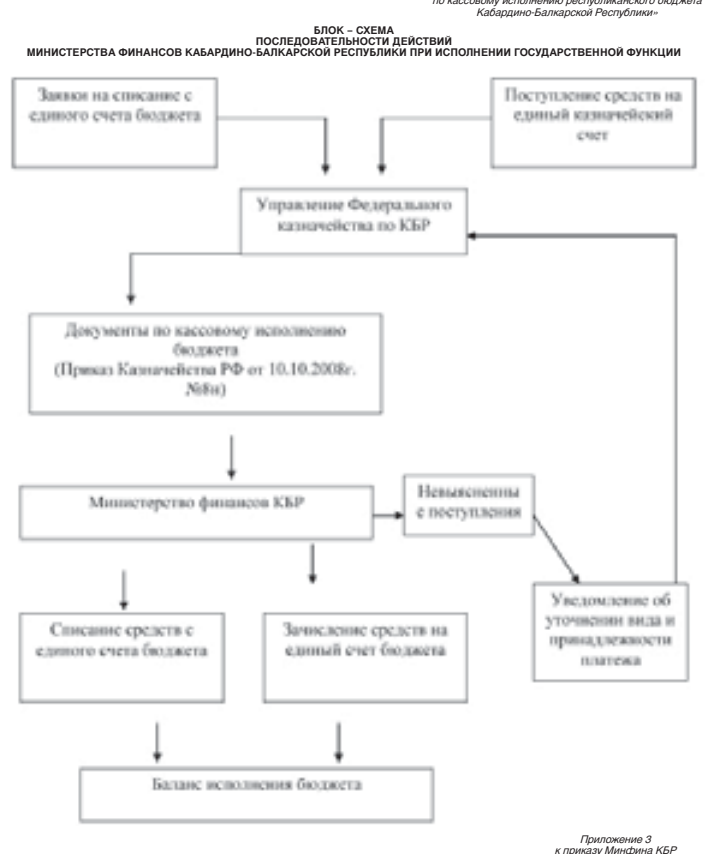 по кассовому исполнению республиканского бюджета
Кабардино-Балкарской Республики»
БЛОК – СХЕМА
ПОСЛЕДОВАТЕЛЬНОСТИ ДЕЙСТВИЙ
МИНИСТЕРСТВА ФИНАНСОВ КАБАРДИНО-БАЛКАРСКОЙ РЕСПУБЛИКИ ПРИ ИСПОЛНЕНИИ ГОСУДАРСТВЕННОЙ ФУНКЦИИ
Заявки на списание с
единого счета бюджета
Поступление средств на
единый казначейский
счет
Управление Федерального
казначейства по КБР
Документы по кассовому исполнению
бюджета
(Приказ Казначейства РФ от 10.10.2008г.
№8н)
Министерство финансов КБР
Невыясненны
е поступления
Уведомление об
уточнении вида и
принадлежности
платежа
Списание средств с
единого счета бюджета
Зачисление средств на
единый счет бюджета
Баланс исполнения бюджета
Приложение 3
к приказу Минфина КБР